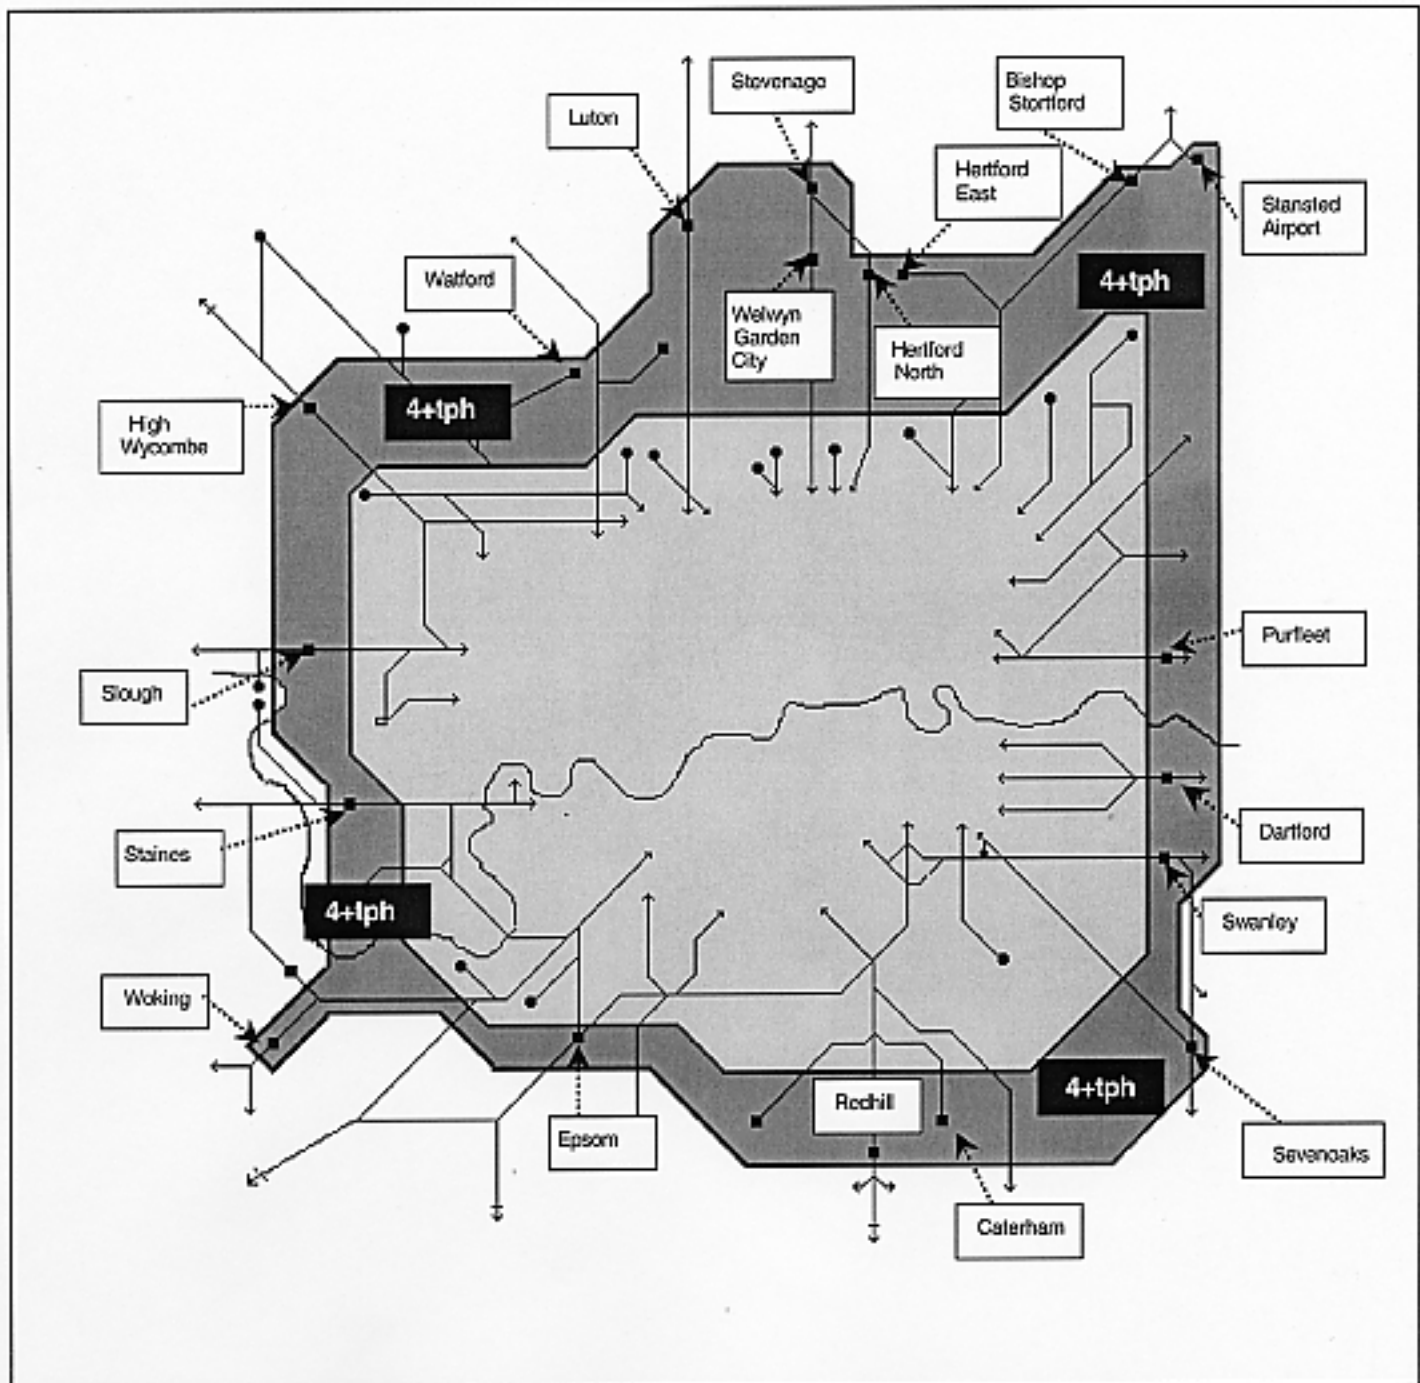 Stevenage
Bishop
Stortford
Luton
Hertford
East
Stansted
Airport
Watford
4+tph
Welwyn
Garden
City
Hertford
North
4+tph
High
Wycombe
Purfleet
Slough
Dartford
Staines
4+tph
Swanley
Woking
4+tph
Redhill
Epsom
Sevenoaks
Caterham